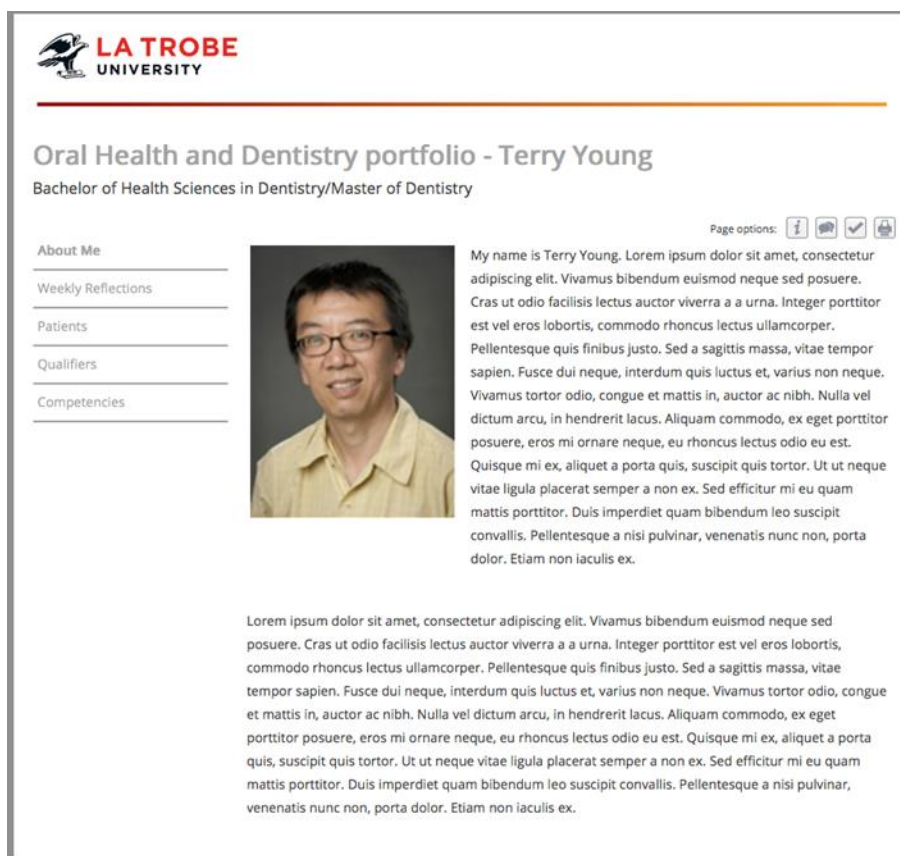 LA TROBE
UNIVERSITY
Oral Health and Dentistry portfolio - Terry Young
Bachelor of Health Sciences in Dentistry/Master of Dentistry
Page options:
About Me
Weekly Reflections
Patients
Qualifiers
Competencies
My name is Terry Young. Lorem ipsum dolor sit amet, consectetur
adipiscing elit. Vivamus bibendum euismod neque sed posuere.
Cras ut odio facilisis lectus auctor viverra a a urna. Integer porttitor
est vel eros lobortis, commodo rhoncus lectus ullamcorper.
Pellentesque quis finibus justo. Sed a sagittis massa, vitae tempor
sapien. Fusce dui neque, interdum quis luctus et, varius non neque.
Vivamus tortor odio, congue et mattis in, auctor ac nibh. Nulla vel
dictum arcu, in hendrerit lacus. Aliquam commodo, ex eget porttitor
posuere, eros mi ornare neque, eu rhoncus lectus odio eu est.
Quisque mi ex, aliquet a porta quis, suscipit quis tortor. Ut ut neque
vitae ligula placerat semper a non ex. Sed efficitur mi eu quam
mattis porttitor. Duis imperdiet quam bibendum leo suscipit
convallis. Pellentesque a nisi pulvinar, venenatis nunc non, porta
dolor. Etiam non iaculis ex.
Lorem ipsum dolor sit amet, consectetur adipiscing elit. Vivamus bibendum euismod neque sed
posuere. Cras ut odio facilisis lectus auctor viverra a a urna. Integer porttitor est vel eros lobortis,
commodo rhoncus lectus ullamcorper. Pellentesque quis finibus justo. Sed a sagittis massa, vitae
tempor sapien. Fusce dui neque, interdum quis luctus et, varius non neque. Vivamus tortor odio, congue
et mattis in, auctor ac nibh. Nulla vel dictum arcu, in hendrerit lacus. Aliquam commodo, ex eget
porttitor posuere, eros mi ornare neque, eu rhoncus lectus odio eu est. Quisque mi ex, aliquet a porta
quis, suscipit quis tortor. Ut ut neque vitae ligula placerat semper a non ex. Sed efficitur mi eu quam
mattis porttitor. Duis imperdiet quam bibendum leo suscipit convallis. Pellentesque a nisi pulvinar,
venenatis nunc non, porta dolor. Etiam non iaculis ex.